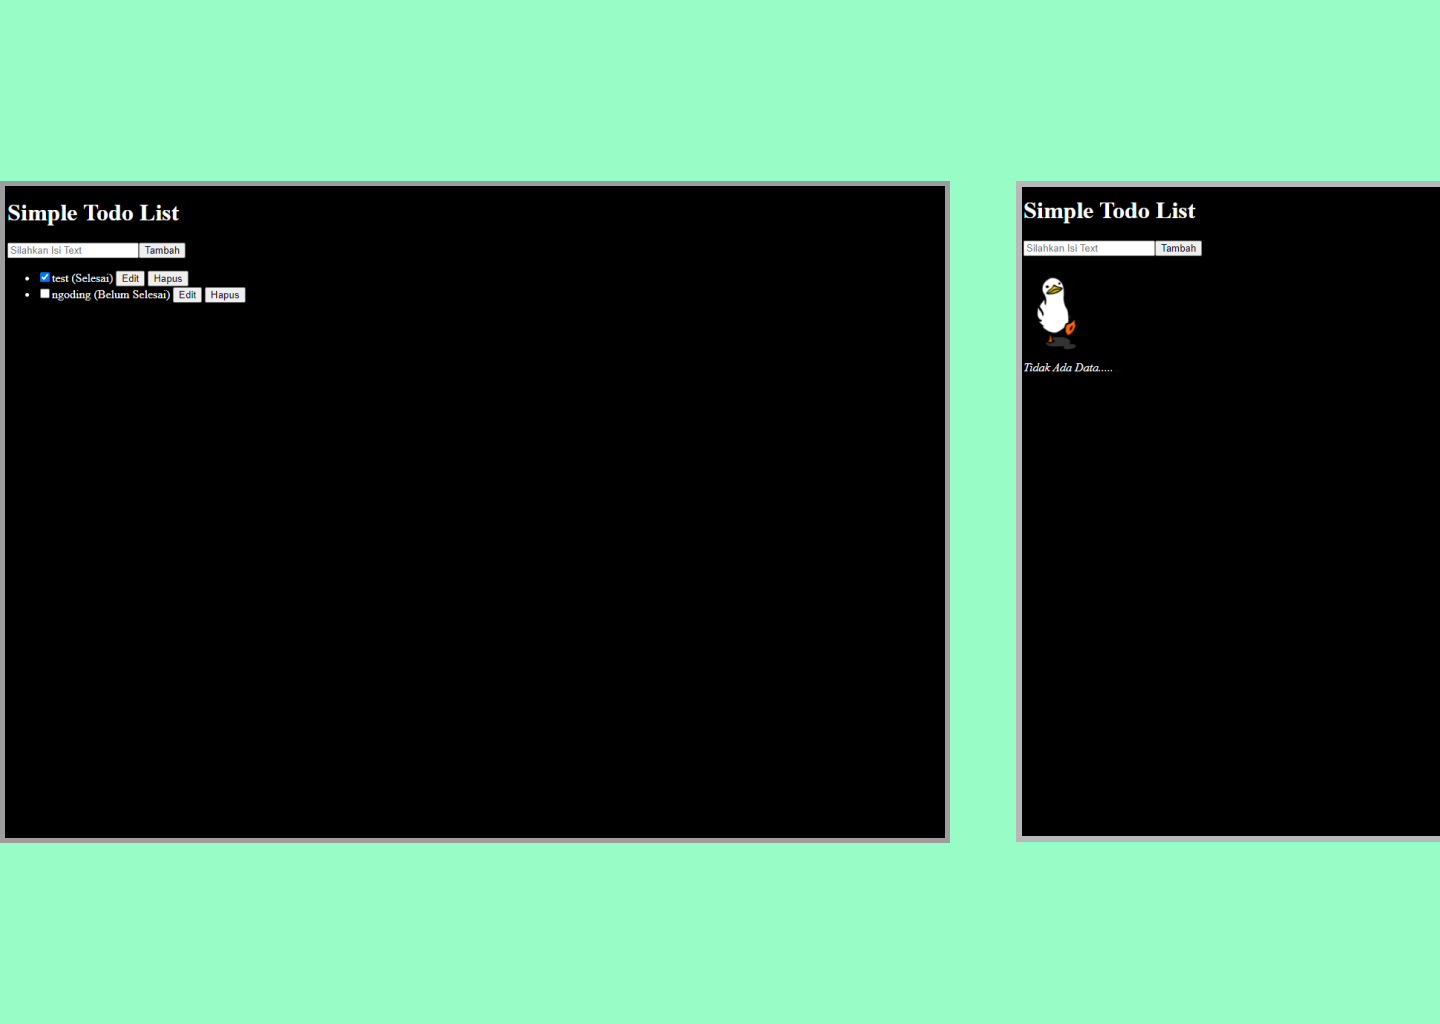 Simple Todo List
Silahkan Isi Text Tambah
test (Selesai) Edit Hapus
ngoding (Belum Selesai) Edit Hapus
Simple Todo List
Silahkan Isi Text Tambah
Tidak Ada Data.....